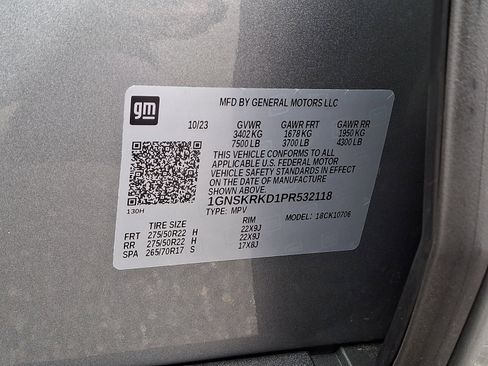 gm
MFD BY GENERAL MOTORS LLC
10/23 GVWR GAWR FRT GAWR RR
3402 KG 1678 KG 1950 KG
7500 LB 3700 LB 4300 LB
THIS VEHICLE CONFORMS TO ALL
APPLICABLE U.S. FEDERAL MOTOR
VEHICLE SAFETY STANDARDS IN EFFECT
ON THE DATE OF MANUFACTURE
SHOWN ABOVE.
1GNSKRKD1PR532118
130H TYPE: MPV MODEL: 18CK10706
TIRE SIZE RIM
FRT 275/50R22 H 22X9J
RR 275/50R22 H 22X9J
SPA 265/70R17 S 17X8J